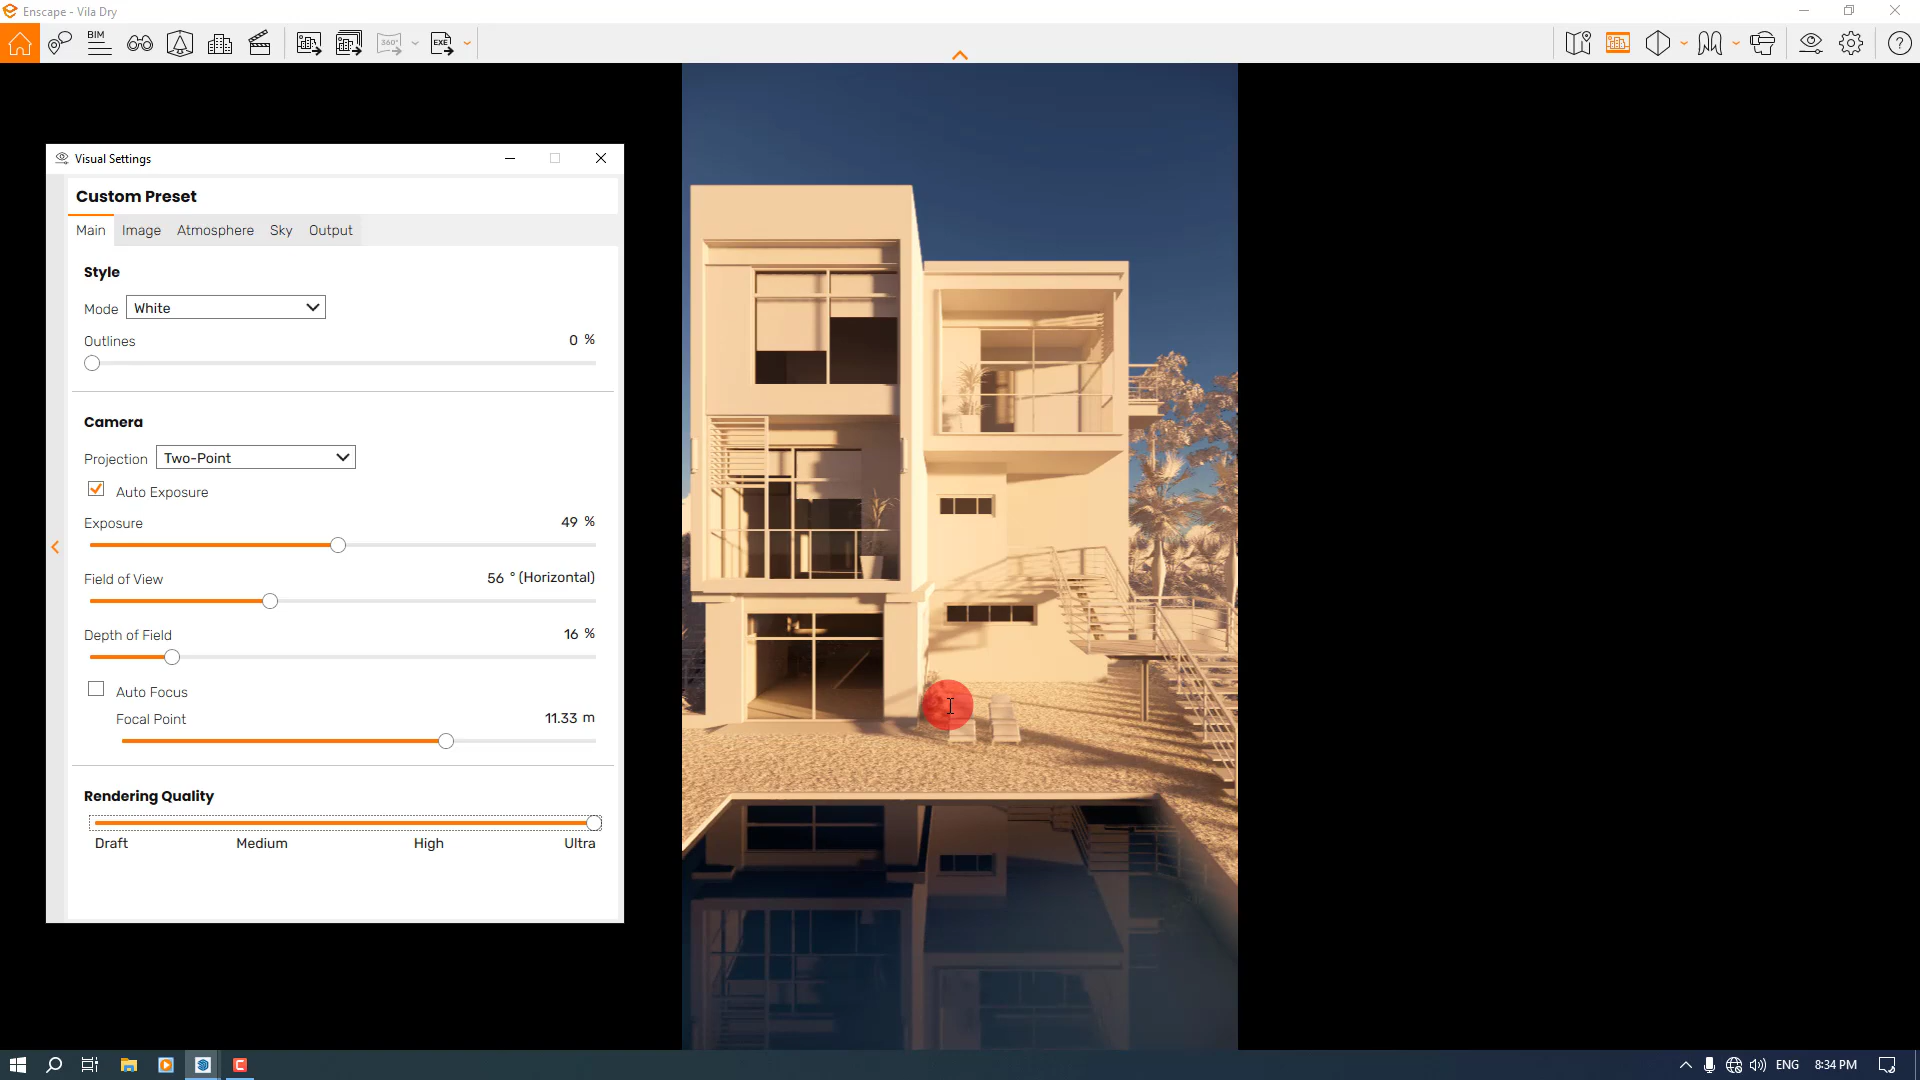 Enscape - Vila Dry
BIM
360°
EXE
Visual Settings
Custom Preset
Main Image Atmosphere Sky Output
Style
Mode White
Outlines 0 %
Camera
Projection Two-Point
Auto Exposure
Exposure 49 %
Field of View 56 ° (Horizontal)
Depth of Field 16 %
Auto Focus
Focal Point 11.33 m
Rendering Quality
Draft Medium High Ultra
ENG 8:34 PM